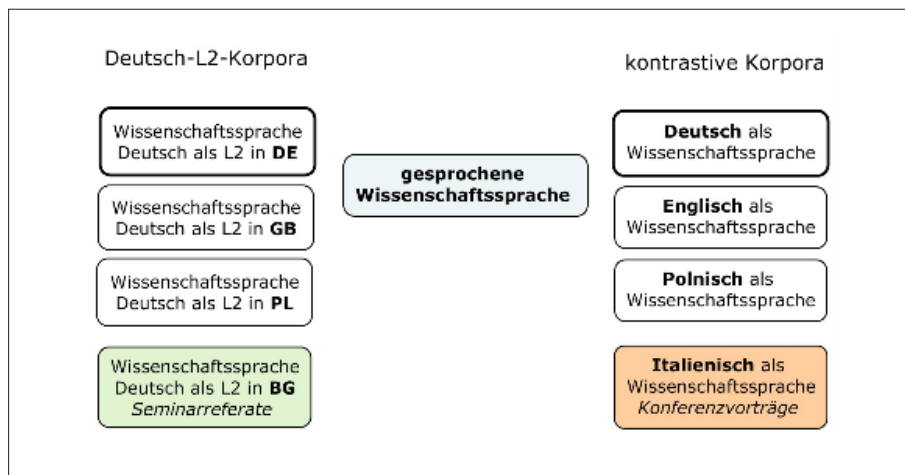 Deutsch-L2-Korpora
Wissenschaftssprache
Deutsch als L2 in DE
Wissenschaftssprache
Deutsch als L2 in GB
Wissenschaftssprache
Deutsch als L2 in PL
Wissenschaftssprache
Deutsch als L2 in BG
Seminarreferate
gesprochene
Wissenschaftssprache
kontrastive Korpora
Deutsch als
Wissenschaftssprache
Englisch als
Wissenschaftssprache
Polnisch als
Wissenschaftssprache
Italienisch als
Wissenschaftssprache
Konferenzvorträge